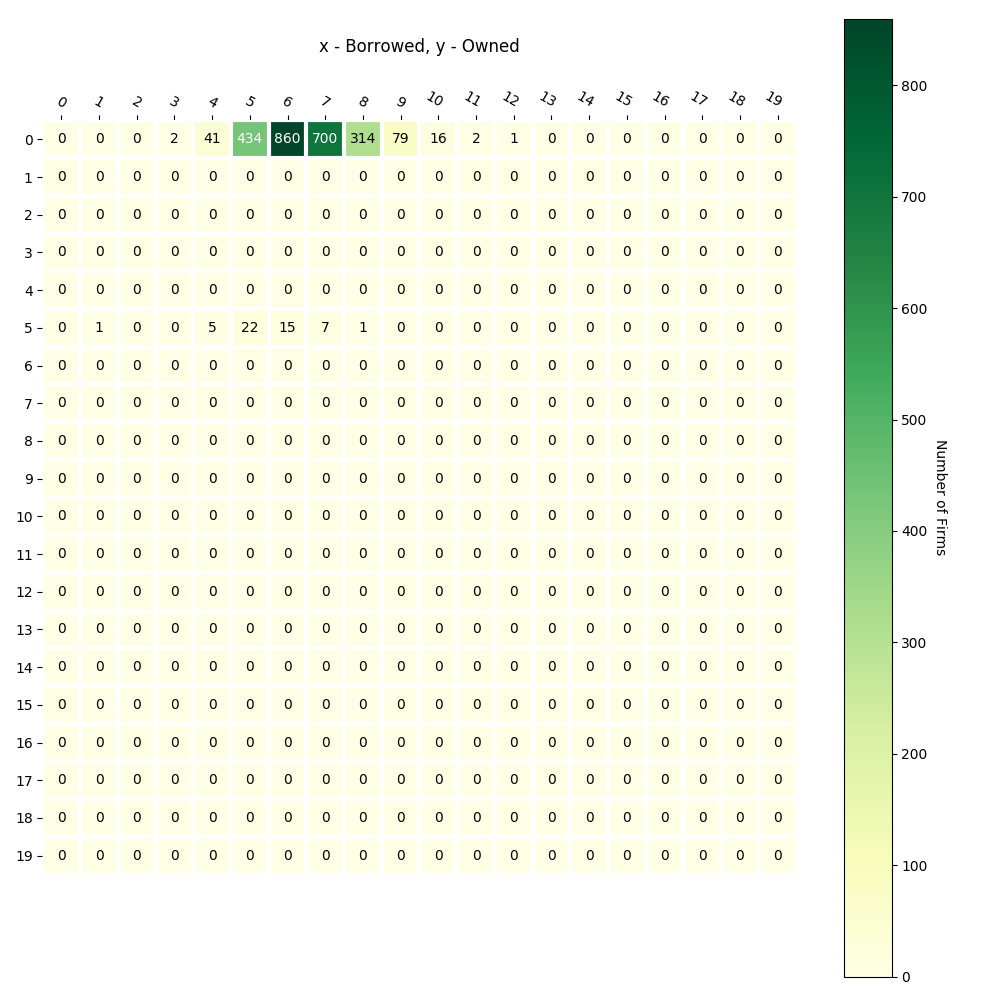 x - Borrowed, y - Owned
0 1 2 3 4 5 6 7 8 9 10 11 12 13 14 15 16 17 18 19
0 0 0 0 2 41 434 860 700 314 79 16 2 1 0 0 0 0 0 0 0
1 0 0 0 0 0 0 0 0 0 0 0 0 0 0 0 0 0 0 0 0
2 0 0 0 0 0 0 0 0 0 0 0 0 0 0 0 0 0 0 0 0
3 0 0 0 0 0 0 0 0 0 0 0 0 0 0 0 0 0 0 0 0
4 0 0 0 0 0 0 0 0 0 0 0 0 0 0 0 0 0 0 0 0
5 0 1 0 0 5 22 15 7 1 0 0 0 0 0 0 0 0 0 0 0
6 0 0 0 0 0 0 0 0 0 0 0 0 0 0 0 0 0 0 0 0
7 0 0 0 0 0 0 0 0 0 0 0 0 0 0 0 0 0 0 0 0
8 0 0 0 0 0 0 0 0 0 0 0 0 0 0 0 0 0 0 0 0
9 0 0 0 0 0 0 0 0 0 0 0 0 0 0 0 0 0 0 0 0
10 0 0 0 0 0 0 0 0 0 0 0 0 0 0 0 0 0 0 0 0
11 0 0 0 0 0 0 0 0 0 0 0 0 0 0 0 0 0 0 0 0
12 0 0 0 0 0 0 0 0 0 0 0 0 0 0 0 0 0 0 0 0
13 0 0 0 0 0 0 0 0 0 0 0 0 0 0 0 0 0 0 0 0
14 0 0 0 0 0 0 0 0 0 0 0 0 0 0 0 0 0 0 0 0
15 0 0 0 0 0 0 0 0 0 0 0 0 0 0 0 0 0 0 0 0
16 0 0 0 0 0 0 0 0 0 0 0 0 0 0 0 0 0 0 0 0
17 0 0 0 0 0 0 0 0 0 0 0 0 0 0 0 0 0 0 0 0
18 0 0 0 0 0 0 0 0 0 0 0 0 0 0 0 0 0 0 0 0
19 0 0 0 0 0 0 0 0 0 0 0 0 0 0 0 0 0 0 0 0
800
700
600
500
400
300
200
100
0
Number of Firms